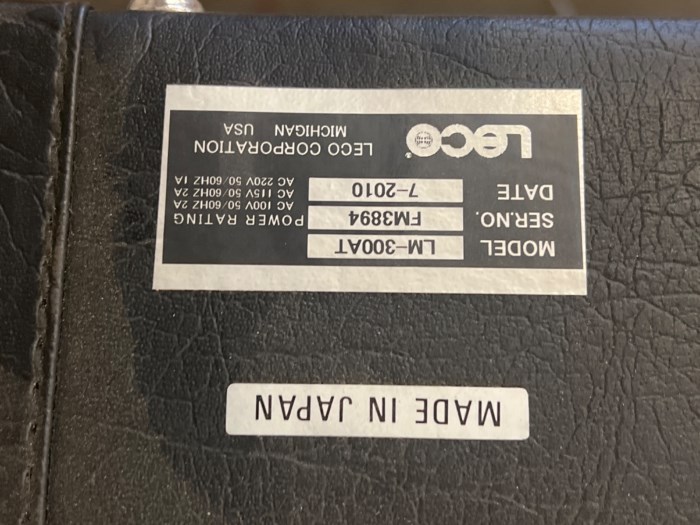 MADE IN JAPAN
MODEL LM-300AT
SER.NO. FM3894
DATE 7-2010
POWER RATING
AC 100V 50/60HZ 2A
AC 115V 50/60HZ 2A
AC 220V 50/60HZ 1A
LECO
LECO CORPORATION
MICHIGAN USA